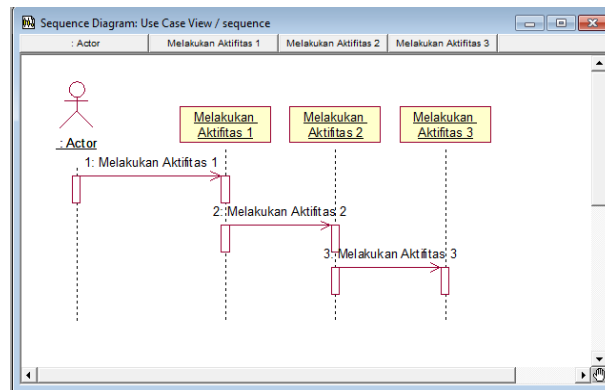 Sequence Diagram: Use Case View / sequence
: Actor
Melakukan Aktifitas 1
Melakukan Aktifitas 2
Melakukan Aktifitas 3
: Actor
Melakukan
Aktifitas 1
Melakukan
Aktifitas 2
Melakukan
Aktifitas 3
1: Melakukan Aktifitas 1
2: Melakukan Aktifitas 2
3: Melakukan Aktifitas 3